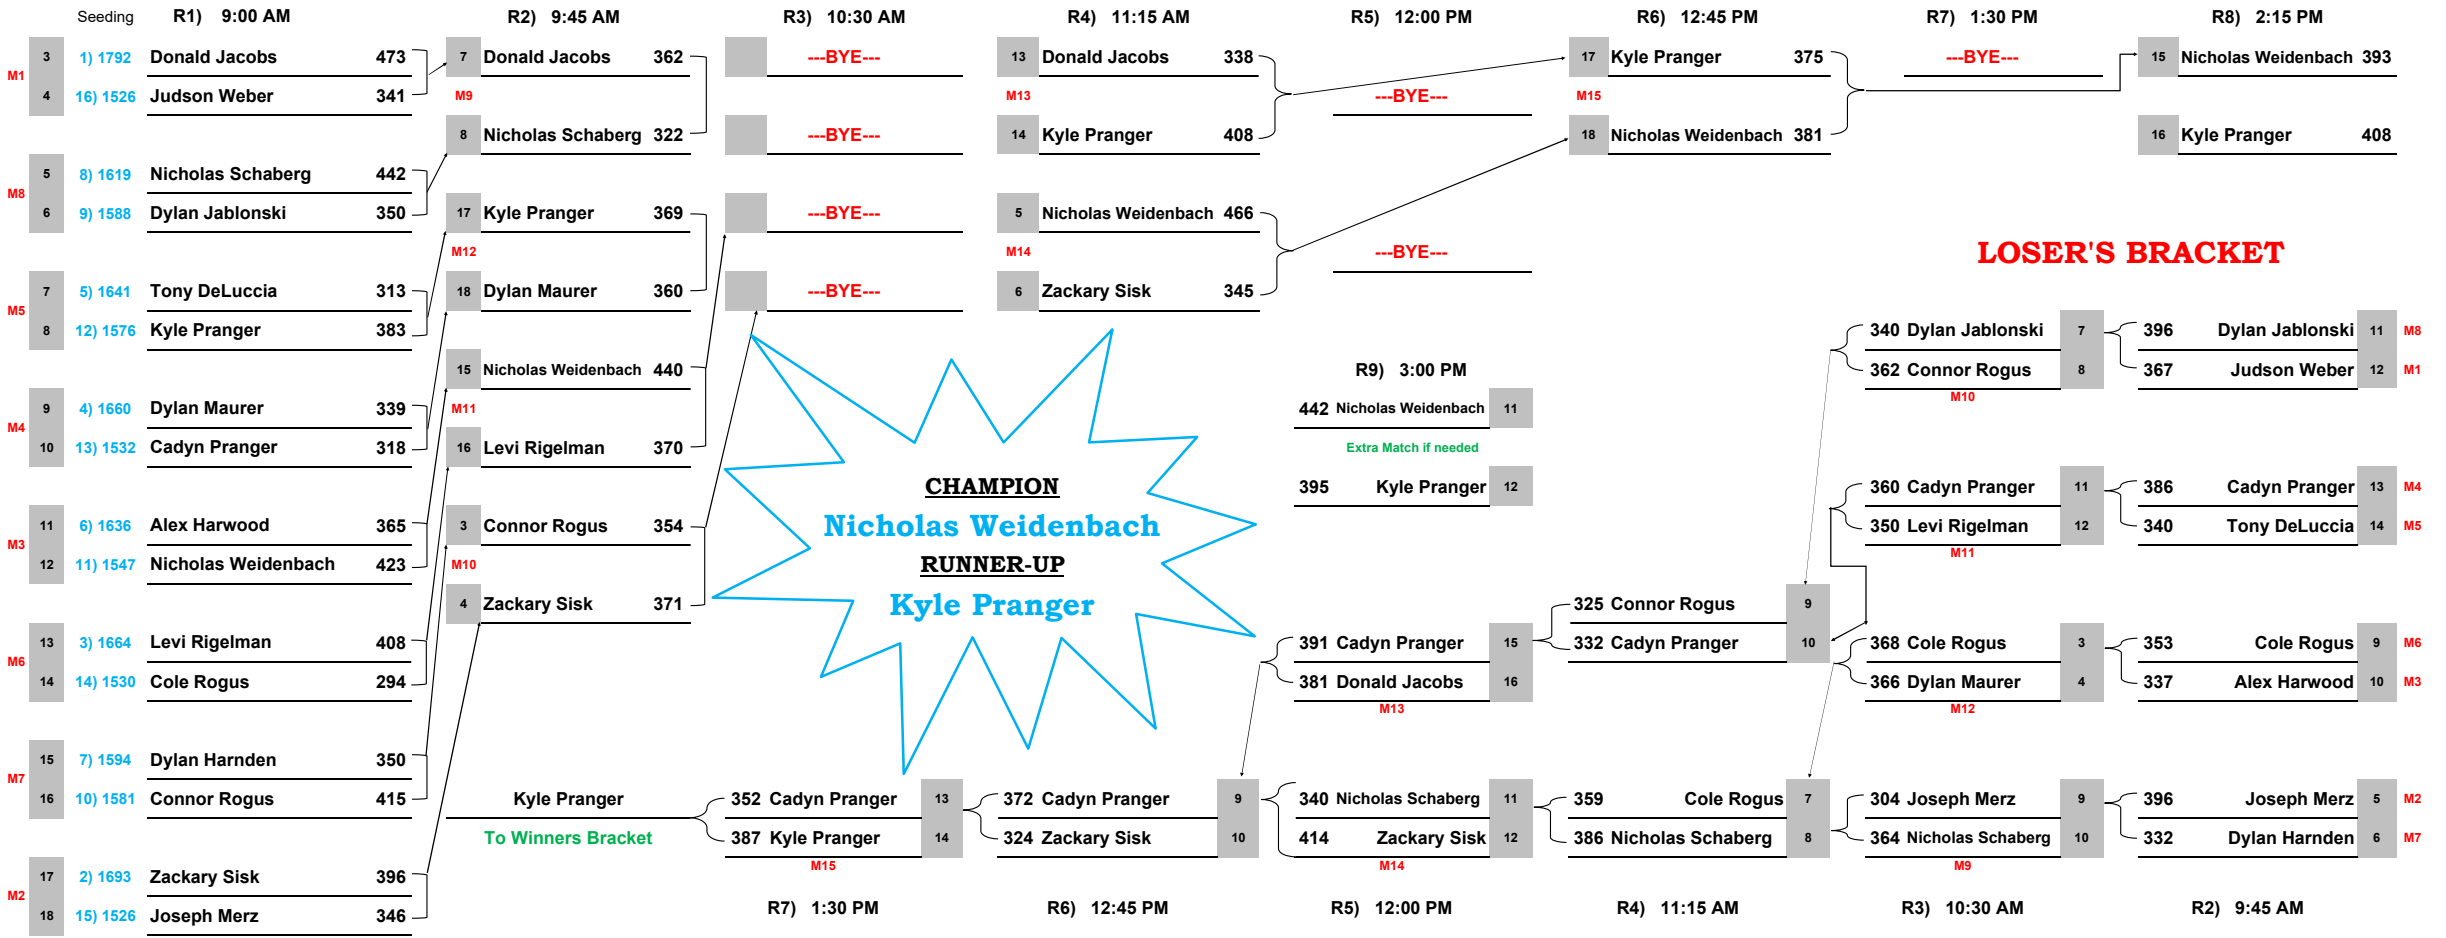 Seeding R1) 9:00 AM R2) 9:45 AM R3) 10:30 AM R4) 11:15 AM R5) 12:00 PM R6) 12:45 PM R7) 1:30 PM R8) 2:15 PM
3 1) 1792 Donald Jacobs 473 7 Donald Jacobs 362 ---BYE--- 13 Donald Jacobs 338 17 Kyle Pranger 375 ---BYE--- 15 Nicholas Weidenbach 393
M1
4 16) 1526 Judson Weber 341 M9 M13 ---BYE--- M15
8 Nicholas Schaberg 322 ---BYE--- 14 Kyle Pranger 408 18 Nicholas Weidenbach 381 16 Kyle Pranger 408
5 8) 1619 Nicholas Schaberg 442
M8
6 9) 1588 Dylan Jablonski 350 17 Kyle Pranger 369 ---BYE--- 5 Nicholas Weidenbach 466
M12 M14 ---BYE--- LOSER'S BRACKET
7 5) 1641 Tony DeLuccia 313 18 Dylan Maurer 360 ---BYE--- 6 Zackary Sisk 345
M5
8 12) 1576 Kyle Pranger 383 340 Dylan Jablonski 7 396 Dylan Jablonski 11 M8
15 Nicholas Weidenbach 440 R9) 3:00 PM 362 Connor Rogus 8 367 Judson Weber 12 M1
M10
9 4) 1660 Dylan Maurer 339 M11 442 Nicholas Weidenbach 11
M4
10 13) 1532 Cadyn Pranger 318 16 Levi Rigelman 370 Extra Match if needed
CHAMPION 395 Kyle Pranger 12 360 Cadyn Pranger 11 386 Cadyn Pranger 13 M4
11 6) 1636 Alex Harwood 365 3 Connor Rogus 354 Nicholas Weidenbach 350 Levi Rigelman 12 340 Tony DeLuccia 14 M5
M3 M11
12 11) 1547 Nicholas Weidenbach 423 M10 RUNNER-UP
4 Zackary Sisk 371 Kyle Pranger 325 Connor Rogus 9
13 3) 1664 Levi Rigelman 408 391 Cadyn Pranger 15 332 Cadyn Pranger 10 368 Cole Rogus 3 353 Cole Rogus 9 M6
M6
14 14) 1530 Cole Rogus 294 381 Donald Jacobs 16 366 Dylan Maurer 4 337 Alex Harwood 10 M3
M13 M12
15 7) 1594 Dylan Harnden 350
M7
16 10) 1581 Connor Rogus 415 Kyle Pranger 352 Cadyn Pranger 13 372 Cadyn Pranger 9 340 Nicholas Schaberg 11 359 Cole Rogus 7 304 Joseph Merz 9 396 Joseph Merz 5 M2
To Winners Bracket 387 Kyle Pranger 14 324 Zackary Sisk 10 414 Zackary Sisk 12 386 Nicholas Schaberg 8 364 Nicholas Schaberg 10 332 Dylan Harnden 6 M7
M15 M14 M9
17 2) 1693 Zackary Sisk 396
M2
18 15) 1526 Joseph Merz 346 R7) 1:30 PM R6) 12:45 PM R5) 12:00 PM R4) 11:15 AM R3) 10:30 AM R2) 9:45 AM